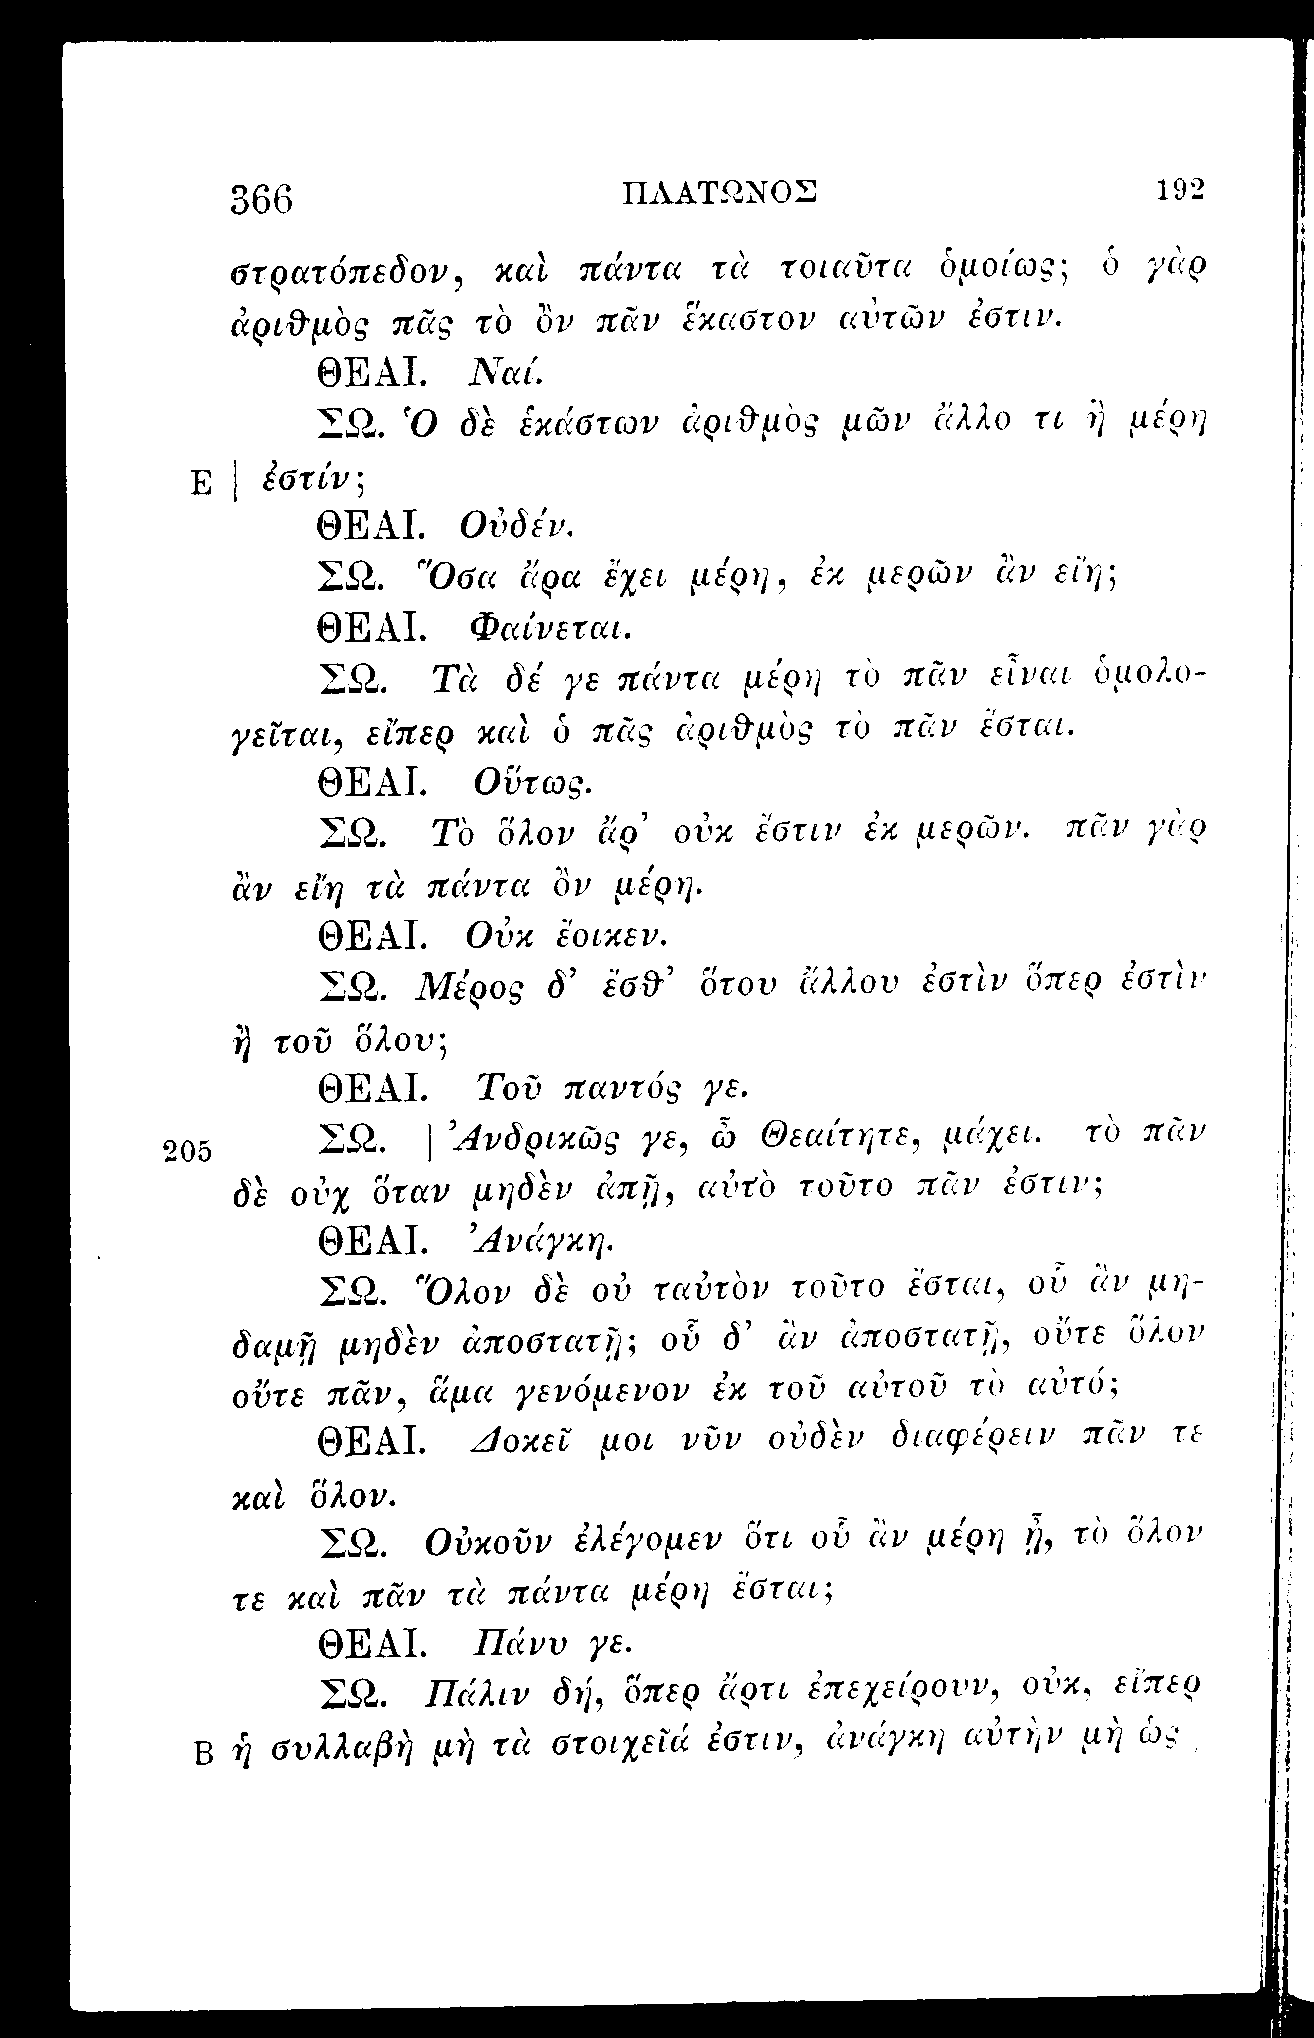 366 ΠΛΑΤΩΝΟΣ 192
στρατόπεδον, καὶ πάντα τὰ τοιαῦτα ὁμοίως; ὁ γὰρ
ἀριθμὸς πᾶς τὸ ὂν πᾶν ἕκαστον αὐτῶν ἐστιν.
ΘΕΑΙ. Ναί.
ΣΩ. Ὁ δὲ ἑκάστων ἀριθμὸς μῶν ἄλλο τι ἢ μέρη
E | ἐστίν;
ΘΕΑΙ. Οὐδέν.
ΣΩ. Ὅσα ἄρα ἔχει μέρη, ἐκ μερῶν ἂν εἴη;
ΘΕΑΙ. Φαίνεται.
ΣΩ. Τὰ δέ γε πάντα μέρη τὸ πᾶν εἶναι ὁμολο-
γεῖται, εἴπερ καὶ ὁ πᾶς ἀριθμὸς τὸ πᾶν ἔσται.
ΘΕΑΙ. Οὕτως.
ΣΩ. Τὸ ὅλον ἄρ’ οὐκ ἔστιν ἐκ μερῶν. πᾶν γὰρ
ἂν εἴη τὰ πάντα ὂν μέρη.
ΘΕΑΙ. Οὐκ ἔοικεν.
ΣΩ. Μέρος δ’ ἔσθ’ ὅτου ἄλλου ἐστὶν ὅπερ ἐστὶν
ἢ τοῦ ὅλου;
ΘΕΑΙ. Τοῦ παντός γε.
205 ΣΩ. | Ἀνδρικῶς γε, ὦ Θεαίτητε, μάχει. τὸ πᾶν
δὲ οὐχ ὅταν μηδὲν ἀπῇ, αὐτὸ τοῦτο πᾶν ἐστιν;
ΘΕΑΙ. Ἀνάγκη.
ΣΩ. Ὅλον δὲ οὐ ταὐτὸν τοῦτο ἔσται, οὗ ἂν μη-
δαμῇ μηδὲν ἀποστατῇ; οὗ δ’ ἂν ἀποστατῇ, οὔτε ὅλον
οὔτε πᾶν, ἅμα γενόμενον ἐκ τοῦ αὐτοῦ τὸ αὐτό;
ΘΕΑΙ. Δοκεῖ μοι νῦν οὐδὲν διαφέρειν πᾶν τε
καὶ ὅλον.
ΣΩ. Οὐκοῦν ἐλέγομεν ὅτι οὗ ἂν μέρη ᾖ, τὸ ὅλον
τε καὶ πᾶν τὰ πάντα μέρη ἔσται;
ΘΕΑΙ. Πάνυ γε.
ΣΩ. Πάλιν δή, ὅπερ ἄρτι ἐπεχείρουν, οὐκ, εἴπερ
B ἡ συλλαβὴ μὴ τὰ στοιχεῖά ἐστιν, ἀνάγκη αὐτὴν μὴ ὡς